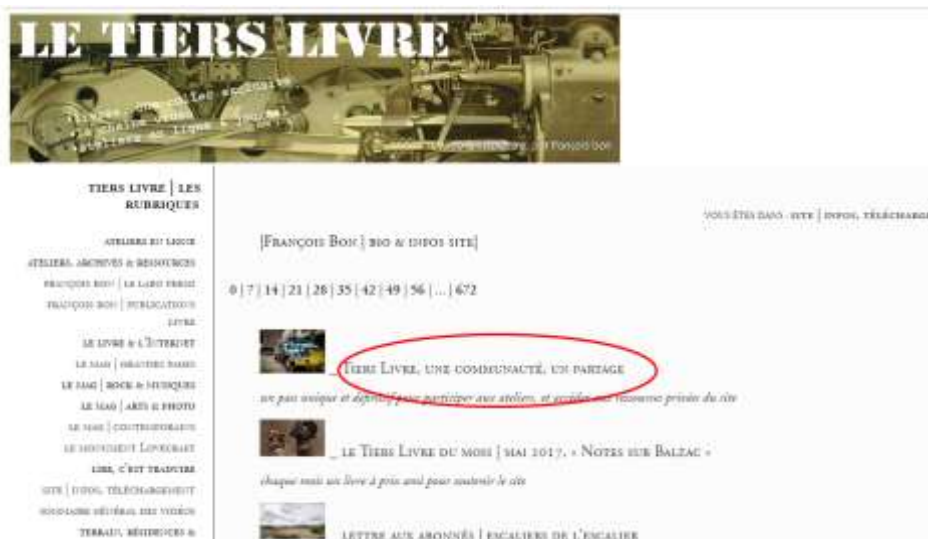 LE TIERS LIVRE
TIERS LIVRE | LES
RUBRIQUES
ATELIERS EN LIGNE
ATELIERS, ARCHIVES & RESSOURCES
FRANÇOIS BON | LE LABO PERSO
FRANÇOIS BON | PUBLICATIONS
LIVRE
LE LIVRE & L'INTERNET
LE MAG | GRANDES PAGES
LE MAG | ROCK & MUSIQUES
LE MAG | ARTS & PHOTO
LE MAG | CONTEMPORAINS
LE MONUMENT LOVECRAFT
LIRE, C'EST TRADUIRE
SITE | INFOS, TÉLÉCHARGEMENT
SOMMAIRE GÉNÉRAL DES VIDÉOS
TERRAIN, RÉSIDENCES &
VOUS ÊTES DANS : SITE | INFOS, TÉLÉCHARGE
[FRANÇOIS BON | BIO & INFOS SITE]
0 | 7 | 14 | 21 | 28 | 35 | 42 | 49 | 56 | ... | 672
_ TIERS LIVRE, UNE COMMUNAUTÉ, UN PARTAGE
un pass unique et définitif pour participer aux ateliers, et accéder aux ressources privées du site
_ LE TIERS LIVRE DU MOIS | MAI 2017, « NOTES SUR BALZAC »
chaque mois un livre à prix ami pour soutenir le site
_ LETTRE AUX ABONNÉS | ESCALIERS DE L'ESCALIER